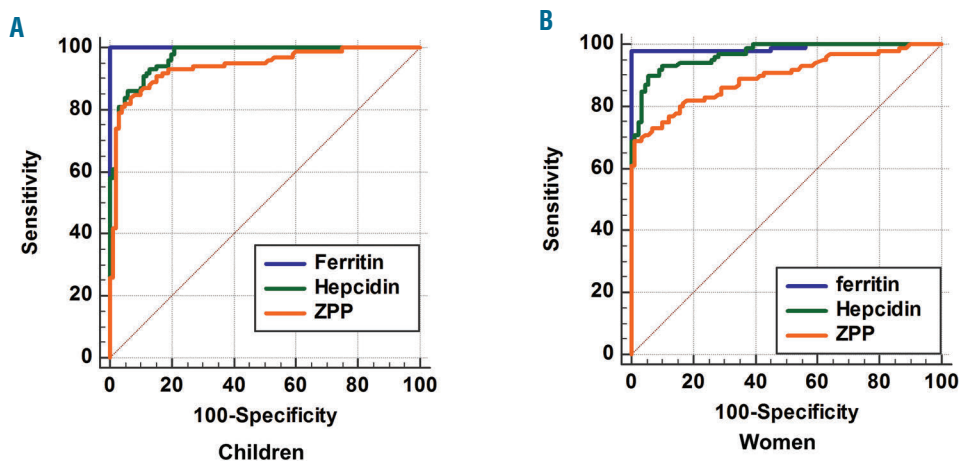 A
100
80
60
40
20
0
Sensitivity
Ferritin
Hepcidin
ZPP
0 20 40 60 80 100
100-Specificity
Children
B
100
80
60
40
20
0
Sensitivity
ferritin
Hepcidin
ZPP
0 20 40 60 80 100
100-Specificity
Women